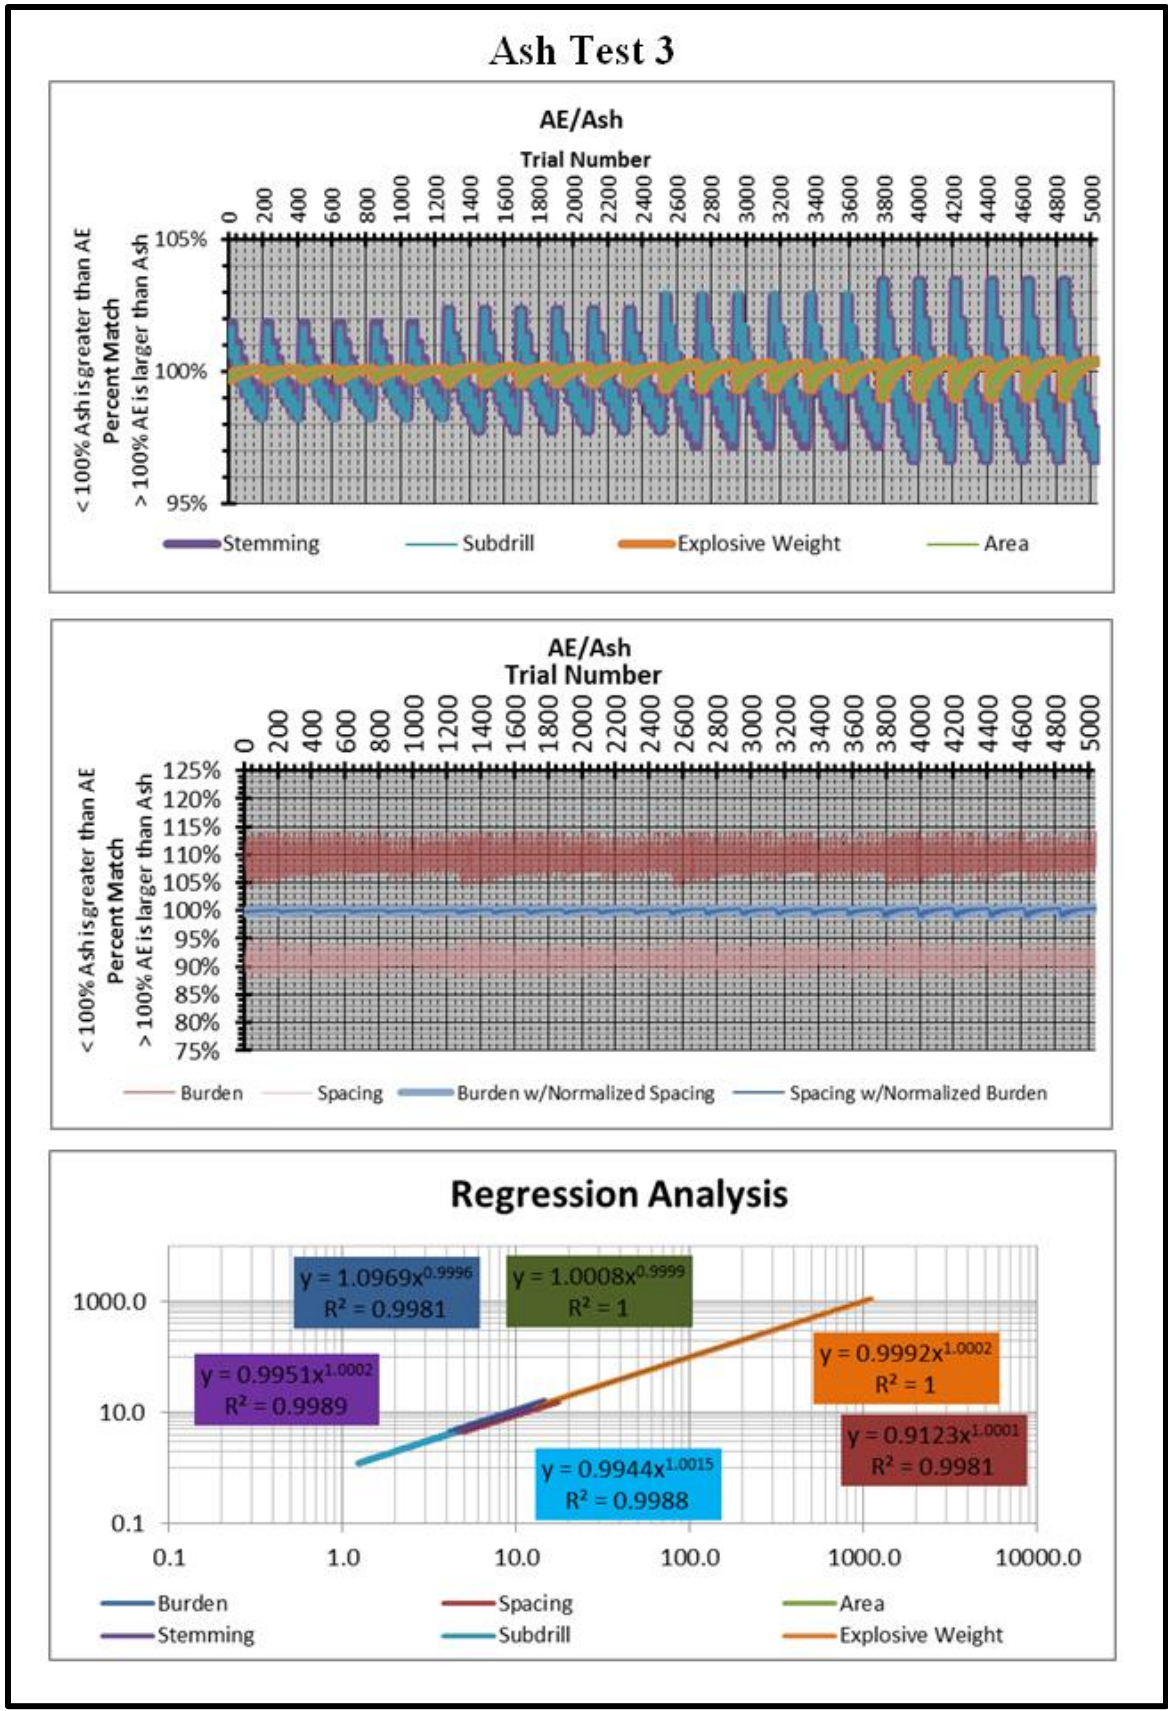 Ash Test 3
AE/Ash
Trial Number
0 200 400 600 800 1000 1200 1400 1600 1800 2000 2200 2400 2600 2800 3000 3200 3400 3600 3800 4000 4200 4400 4600 4800 5000
< 100% Ash is greater than AE
Percent Match
> 100% AE is larger than Ash
105%
100%
95%
Stemming Subdrill Explosive Weight Area
AE/Ash
Trial Number
0 200 400 600 800 1000 1200 1400 1600 1800 2000 2200 2400 2600 2800 3000 3200 3400 3600 3800 4000 4200 4400 4600 4800 5000
< 100% Ash is greater than AE
Percent Match
> 100% AE is larger than Ash
125%
120%
115%
110%
105%
100%
95%
90%
85%
80%
75%
Burden Spacing Burden w/Normalized Spacing Spacing w/Normalized Burden
Regression Analysis
y = 1.0969x^0.9996
R² = 0.9981
y = 1.0008x^0.9999
R² = 1
y = 0.9951x^1.0002
R² = 0.9989
y = 0.9992x^1.0002
R² = 1
y = 0.9123x^1.0001
R² = 0.9981
y = 0.9944x^1.0015
R² = 0.9988
1000.0
10.0
0.1
0.1 1.0 10.0 100.0 1000.0 10000.0
Burden Spacing Area
Stemming Subdrill Explosive Weight